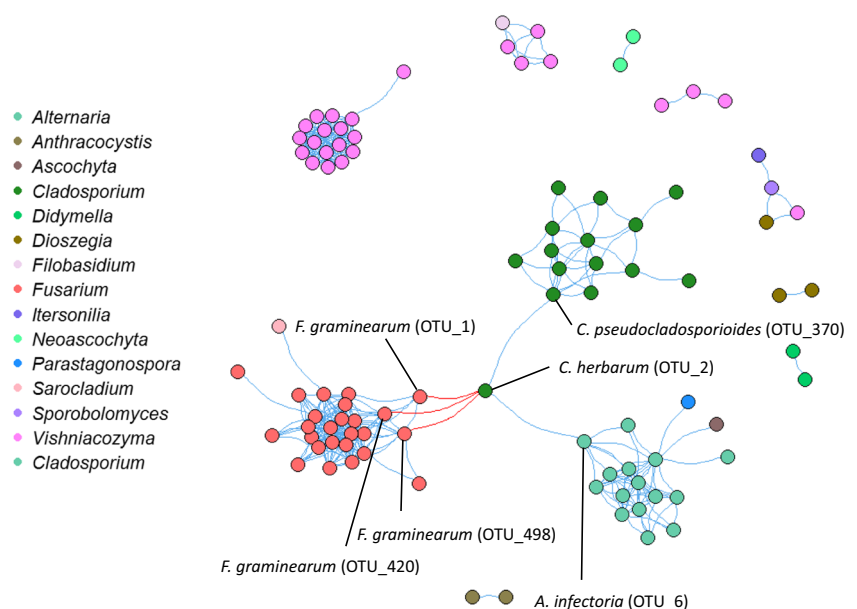 Alternaria
Anthracocystis
Ascochyta
Cladosporium
Didymella
Dioszegia
Filobasidium
Fusarium
Itersonilia
Neoascochyta
Parastagonospora
Sarocladium
Sporobolomyces
Vishniacozyma
Cladosporium
F. graminearum (OTU_1)
C. pseudocladosporioides (OTU_370)
C. herbarum (OTU_2)
F. graminearum (OTU_498)
F. graminearum (OTU_420)
A. infectoria (OTU_6)